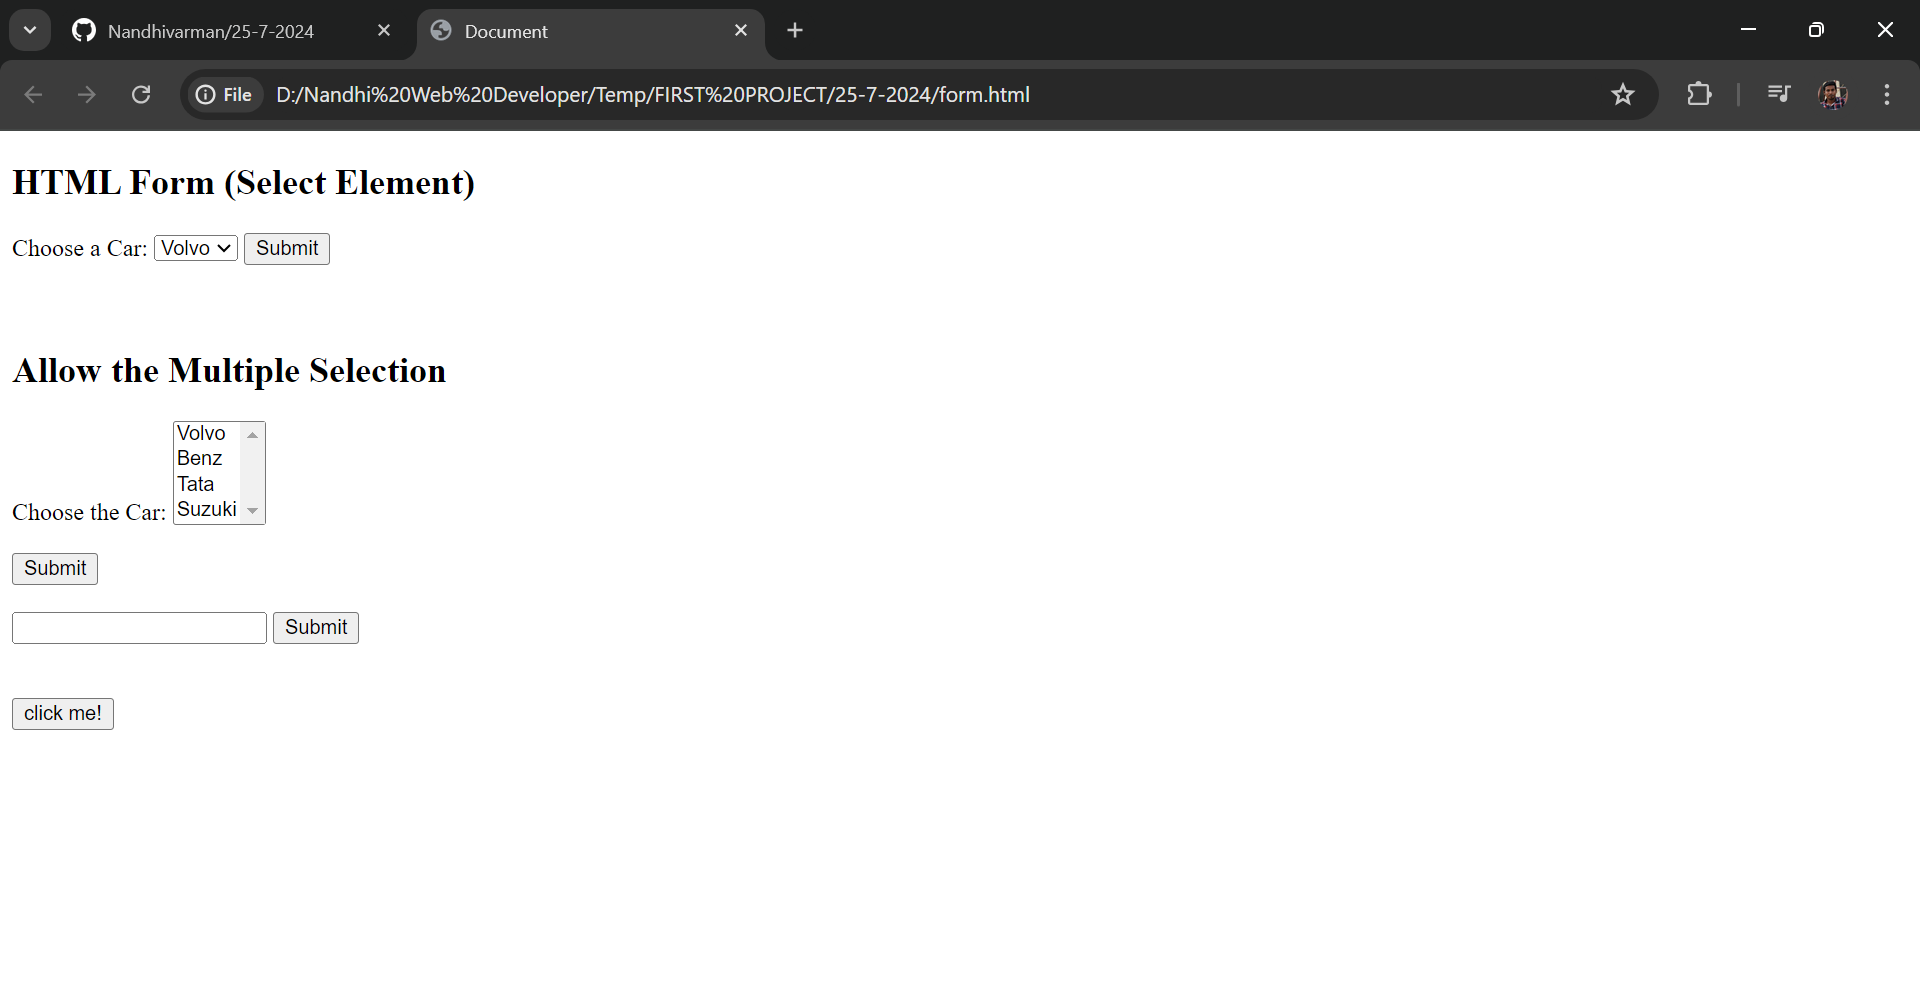 Nandhivarman/25-7-2024
Document
File D:/Nandhi%20Web%20Developer/Temp/FIRST%20PROJECT/25-7-2024/form.html
HTML Form (Select Element)
Choose a Car: Volvo Submit
Allow the Multiple Selection
Volvo
Benz
Tata
Choose the Car: Suzuki
Submit
Submit
click me!